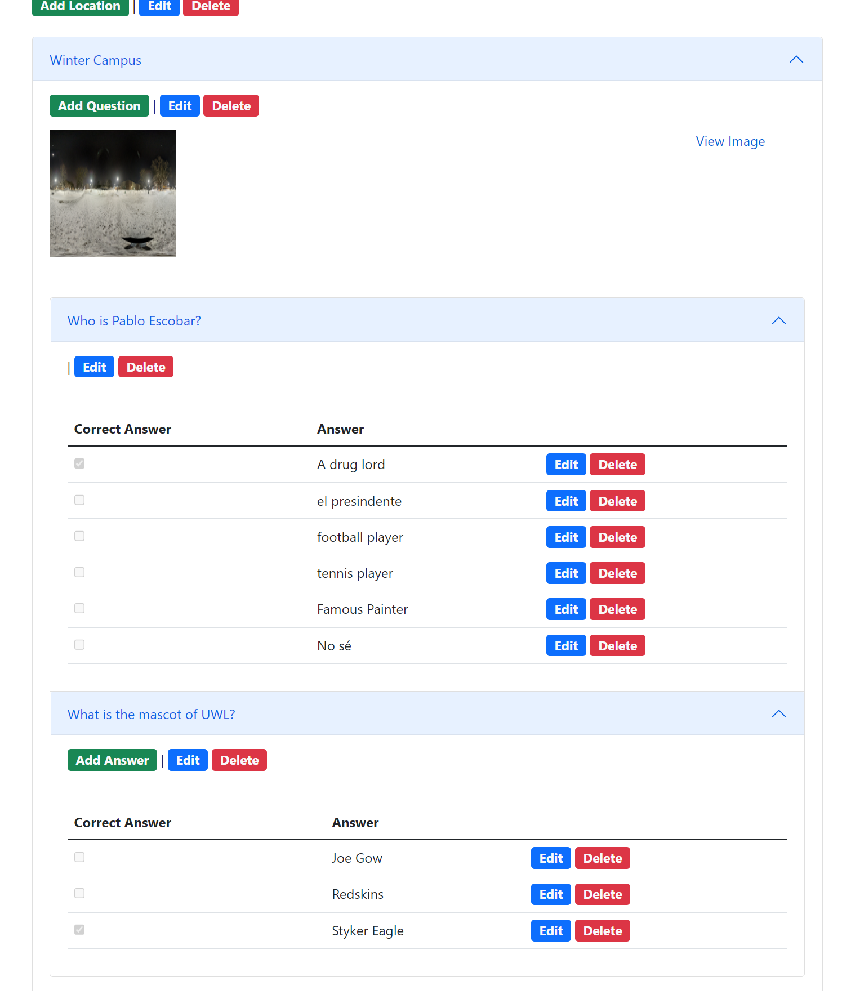 Add Location | Edit Delete
Winter Campus
Add Question | Edit Delete
View Image
Who is Pablo Escobar?
| Edit Delete
Correct Answer Answer
A drug lord Edit Delete
el presindente Edit Delete
football player Edit Delete
tennis player Edit Delete
Famous Painter Edit Delete
No sé Edit Delete
What is the mascot of UWL?
Add Answer | Edit Delete
Correct Answer Answer
Joe Gow Edit Delete
Redskins Edit Delete
Styker Eagle Edit Delete